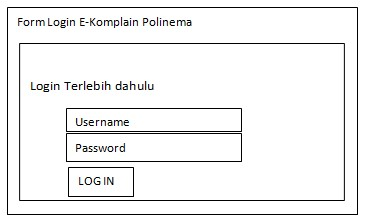 Form Login E-Komplain Polinema
Login Terlebih dahulu
Username
Password
LOG IN